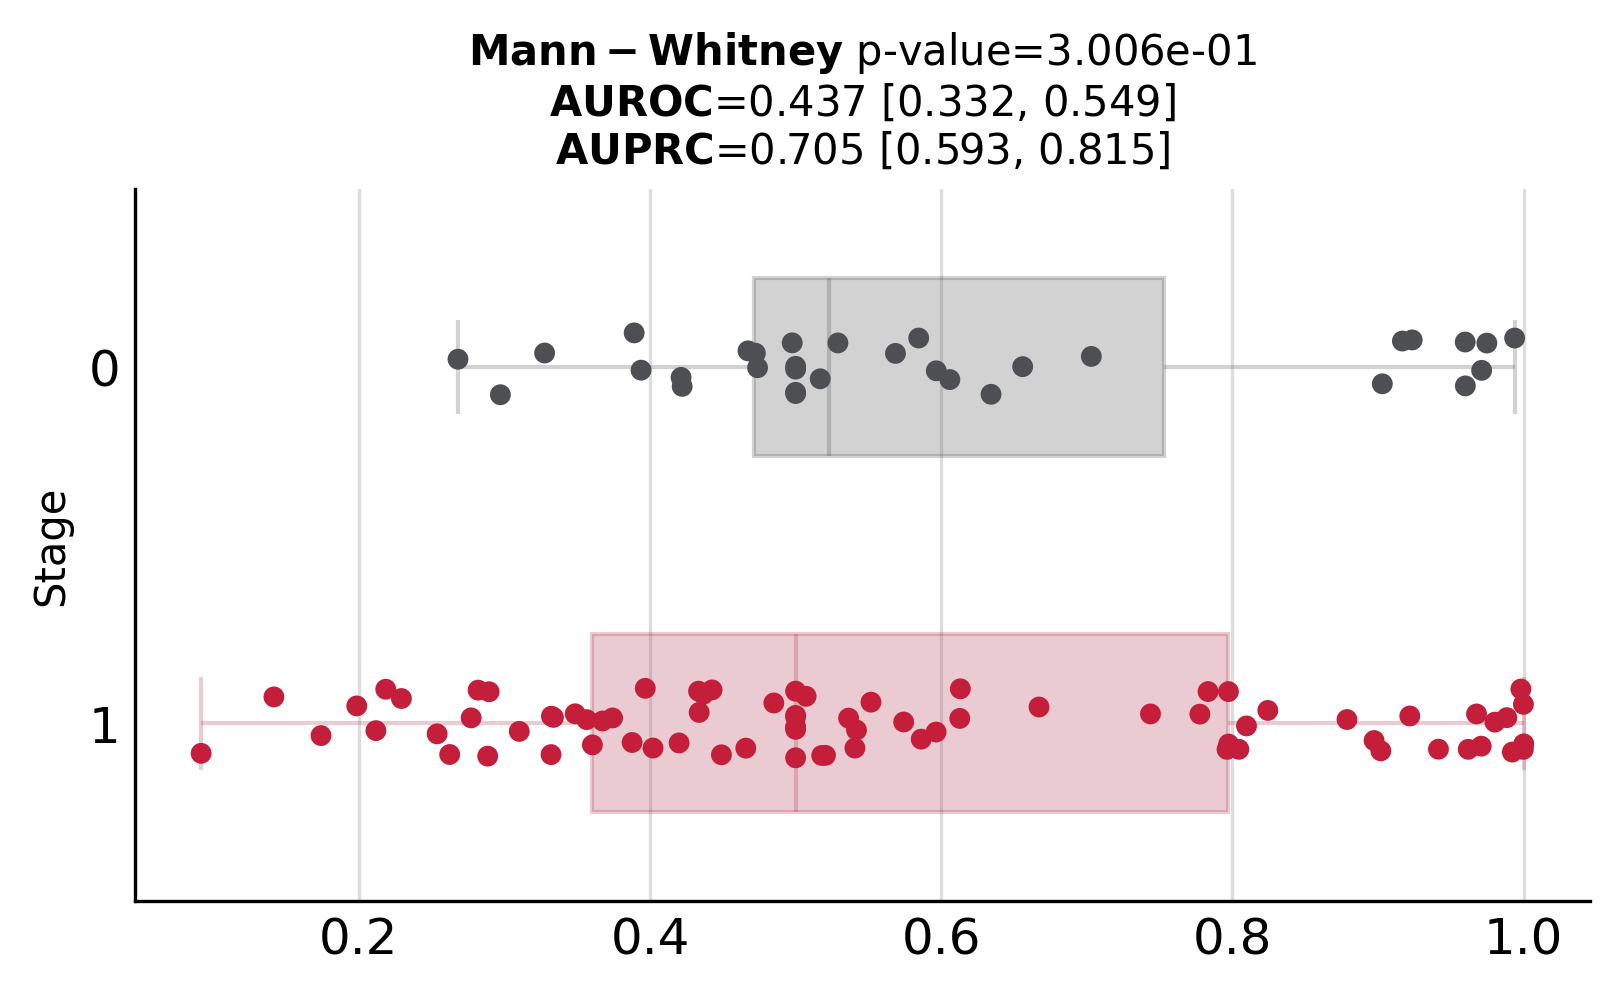 Mann – Whitney p-value=3.006e-01
AUROC=0.437 [0.332, 0.549]
AUPRC=0.705 [0.593, 0.815]
Stage
0
1
0.2 0.4 0.6 0.8 1.0